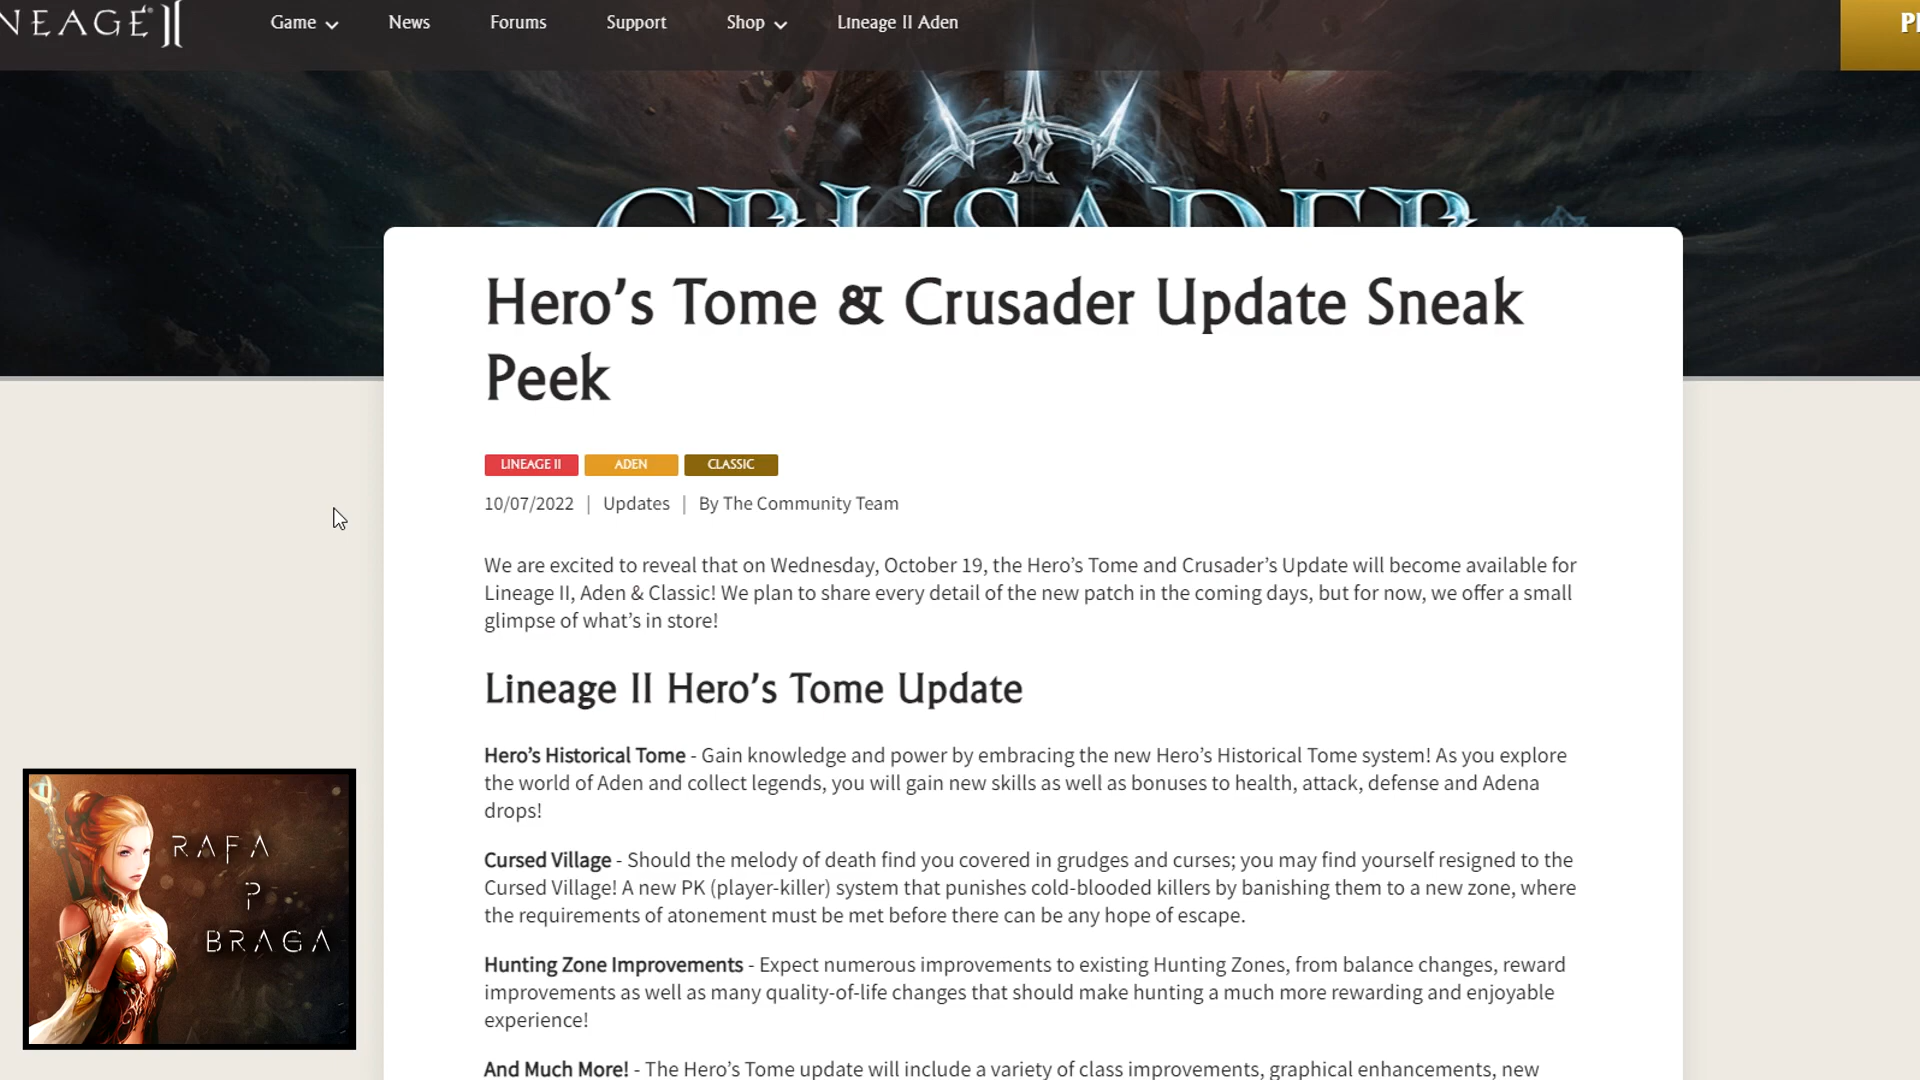 NEAGE II
Game News Forums Support Shop Lineage II Aden
CRUSADER
Hero’s Tome & Crusader Update Sneak
Peek
LINEAGE II ADEN CLASSIC
10/07/2022 | Updates | By The Community Team
We are excited to reveal that on Wednesday, October 19, the Hero’s Tome and Crusader’s Update will become available for
Lineage II, Aden & Classic! We plan to share every detail of the new patch in the coming days, but for now, we offer a small
glimpse of what’s in store!
Lineage II Hero’s Tome Update
Hero’s Historical Tome - Gain knowledge and power by embracing the new Hero’s Historical Tome system! As you explore
the world of Aden and collect legends, you will gain new skills as well as bonuses to health, attack, defense and Adena
drops!
Cursed Village - Should the melody of death find you covered in grudges and curses; you may find yourself resigned to the
Cursed Village! A new PK (player-killer) system that punishes cold-blooded killers by banishing them to a new zone, where
the requirements of atonement must be met before there can be any hope of escape.
Hunting Zone Improvements - Expect numerous improvements to existing Hunting Zones, from balance changes, reward
improvements as well as many quality-of-life changes that should make hunting a much more rewarding and enjoyable
experience!
And Much More! - The Hero’s Tome update will include a variety of class improvements, graphical enhancements, new
RAFA
P
BRAGA